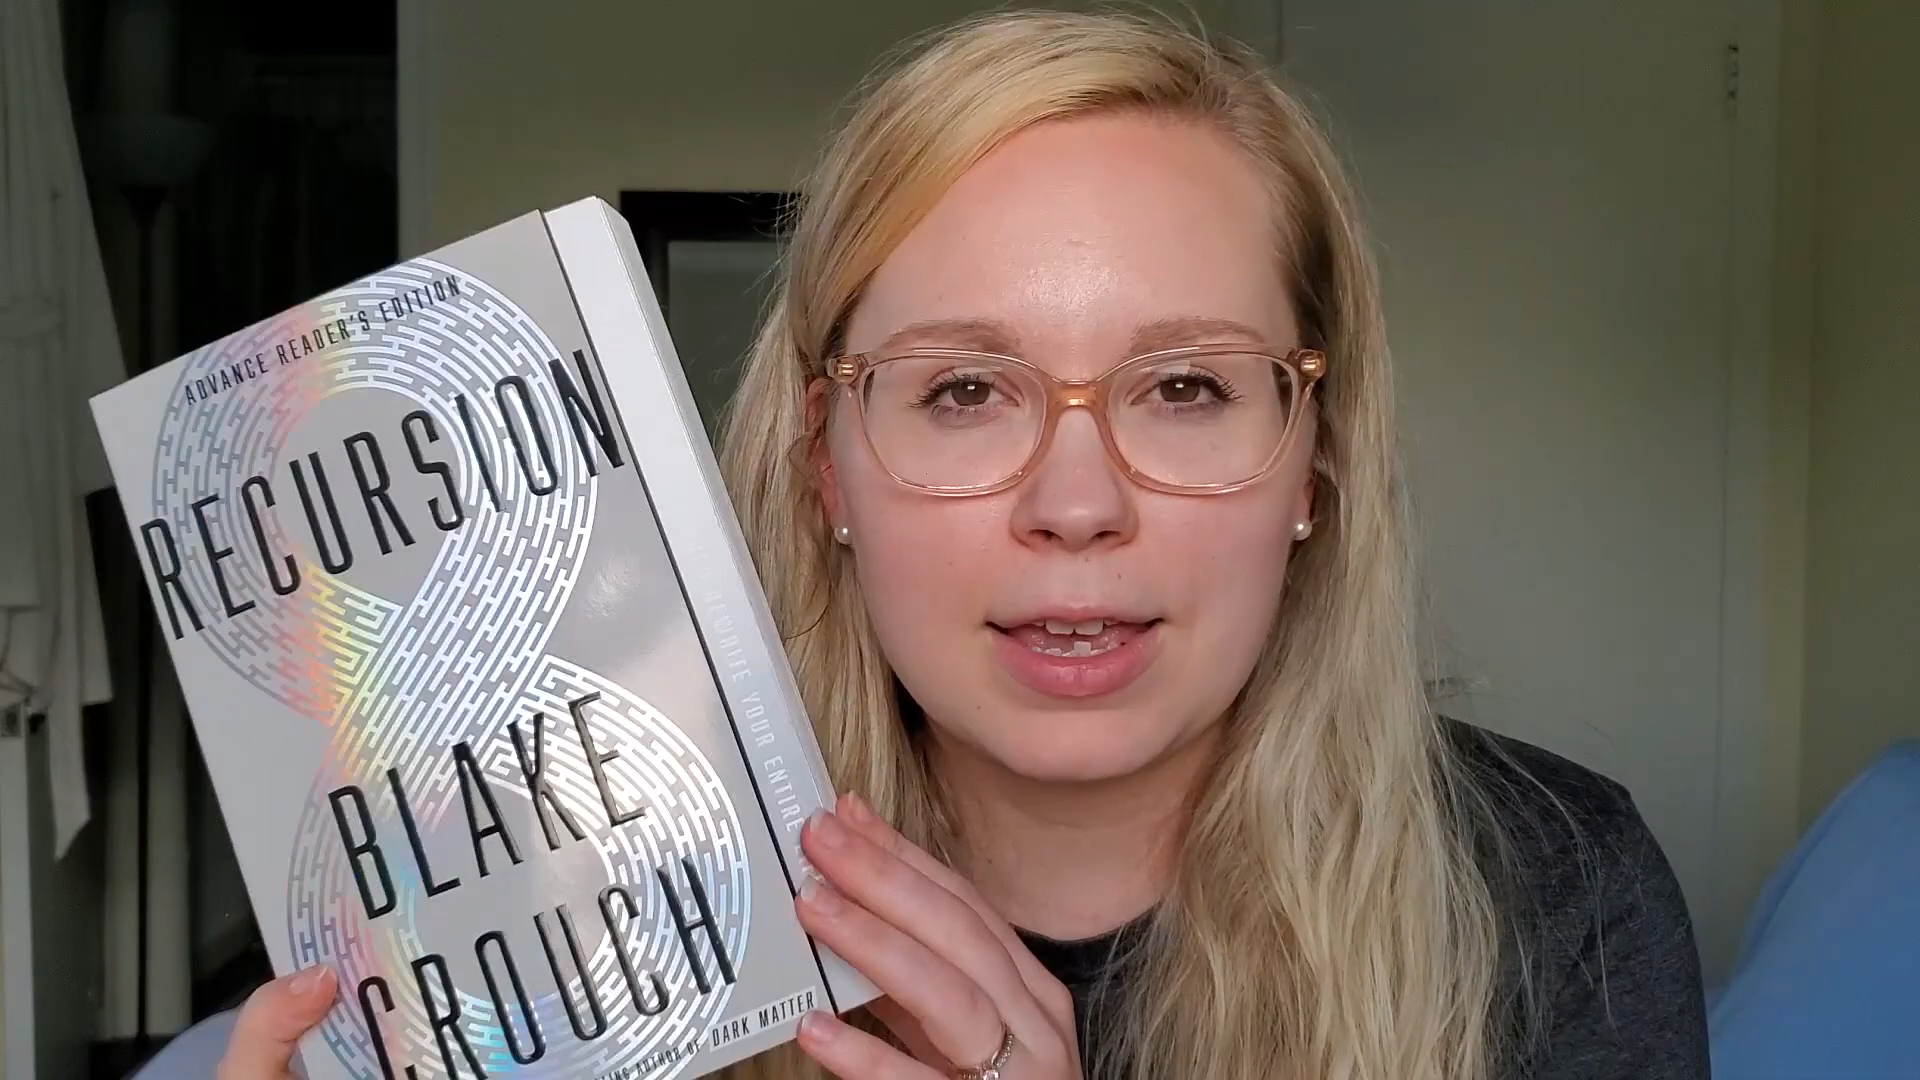 ADVANCE READER'S EDITION
RECURSION
BLAKE
CROUCH
AUTHOR OF DARK MATTER
REWRITE YOUR ENTIRE